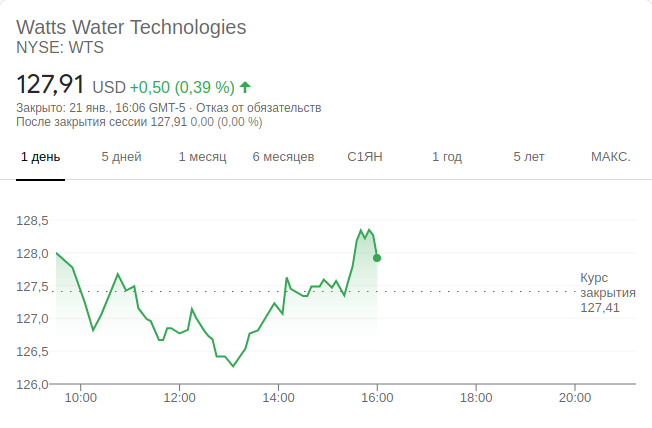 Watts Water Technologies
NYSE: WTS
127,91 USD +0,50 (0,39 %)
Закрыто: 21 янв., 16:06 GMT-5 · Отказ от обязательств
После закрытия сессии 127,91 0,00 (0,00 %)
1 день 5 дней 1 месяц 6 месяцев С1ЯН 1 год 5 лет МАКС.
128,5
128,0
127,5
127,0
126,5
126,0
Курс
закрытия
127,41
10:00 12:00 14:00 16:00 18:00 20:00